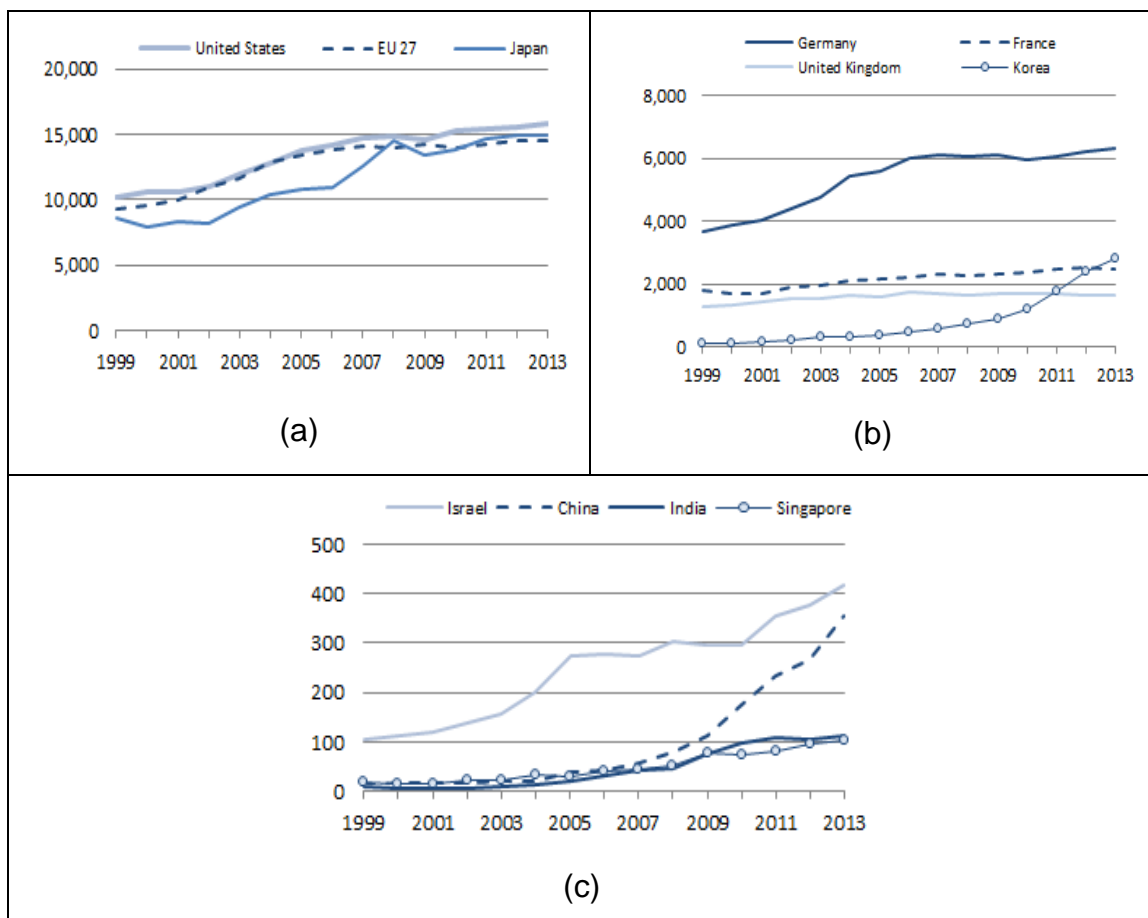 United States EU 27 Japan
20,000
15,000
10,000
5,000
0
1999 2001 2003 2005 2007 2009 2011 2013
(a)
Germany France
United Kingdom Korea
8,000
6,000
4,000
2,000
0
1999 2001 2003 2005 2007 2009 2011 2013
(b)
Israel China India Singapore
500
400
300
200
100
0
1999 2001 2003 2005 2007 2009 2011 2013
(c)